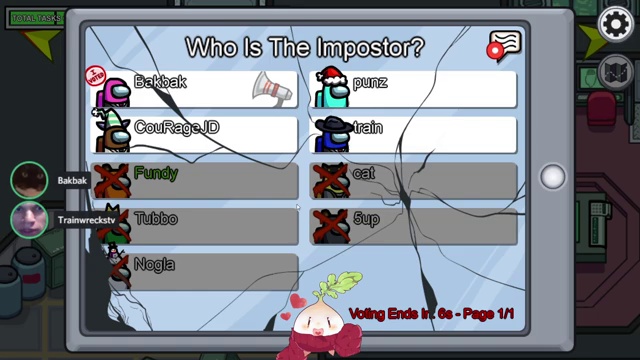 TOTAL TASKS
Who Is The Impostor?
I VOTED
Bakbak
punz
CouRageJD
train
Fundy
cat
Bakbak
Tubbo
5up
Trainwreckstv
Nogla
Voting Ends In: 6s - Page 1/1